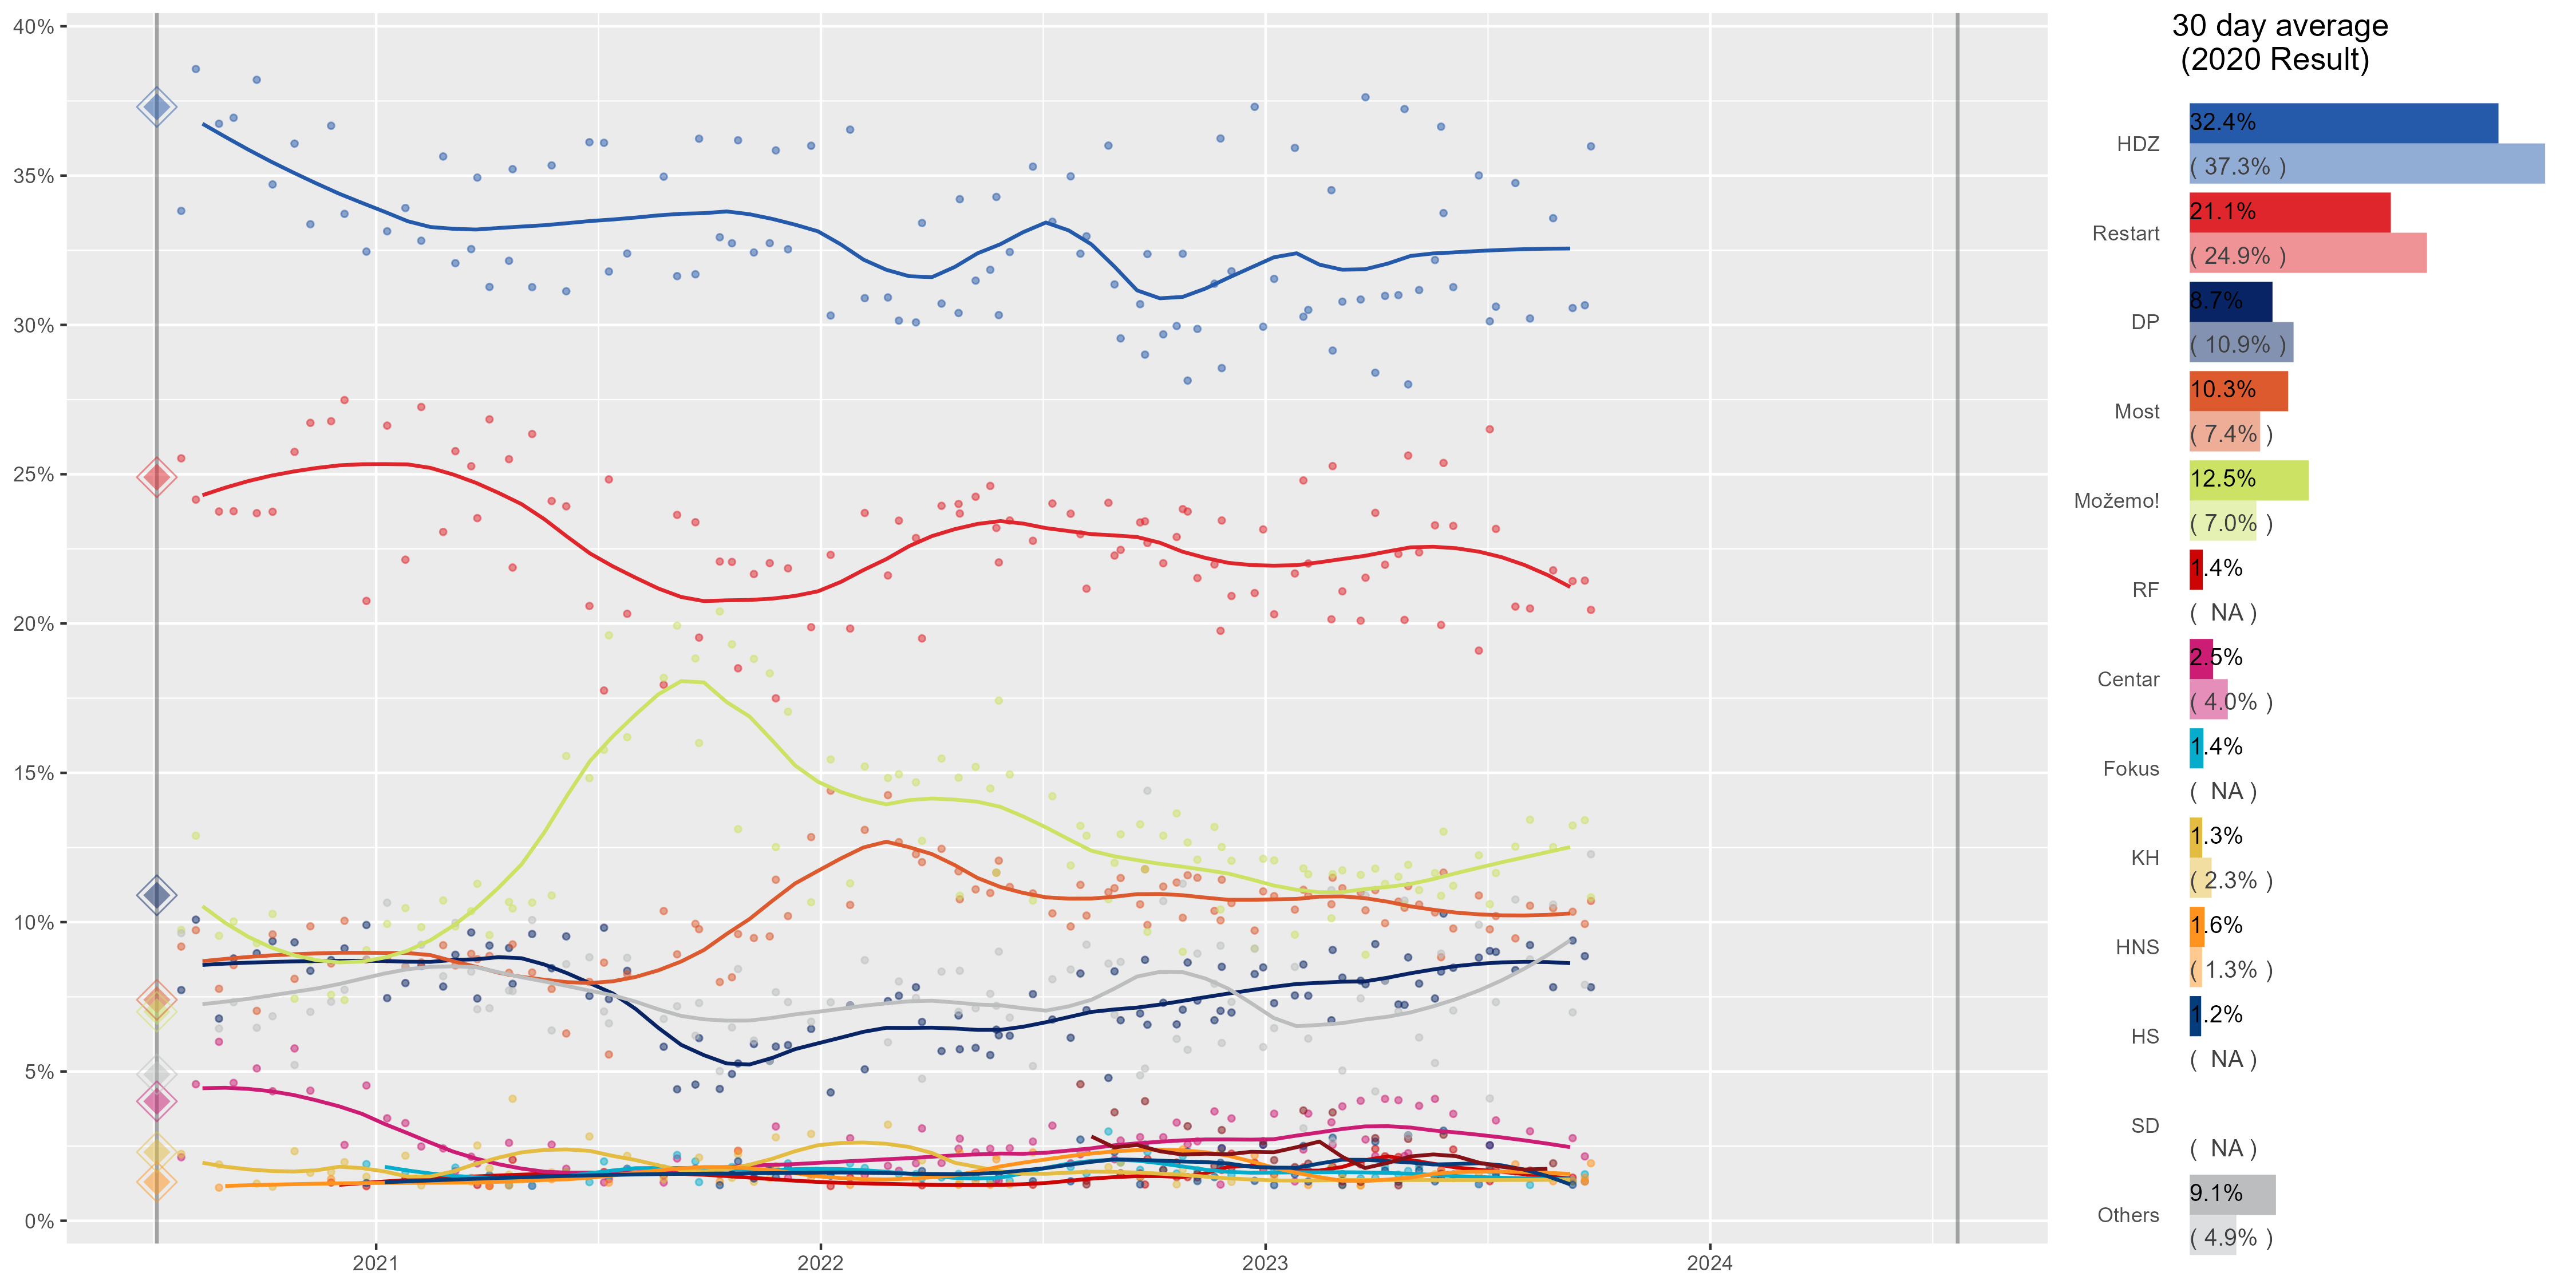 40%
35%
30%
25%
20%
15%
10%
5%
0%
2021
2022
2023
2024
30 day average
(2020 Result)
HDZ
32.4%
( 37.3% )
Restart
21.1%
( 24.9% )
DP
8.7%
( 10.9% )
Most
10.3%
( 7.4% )
Možemo!
12.5%
( 7.0% )
RF
1.4%
( NA )
Centar
2.5%
( 4.0% )
Fokus
1.4%
( NA )
KH
1.3%
( 2.3% )
HNS
1.6%
( 1.3% )
HS
1.2%
( NA )
SD
( NA )
Others
9.1%
( 4.9% )